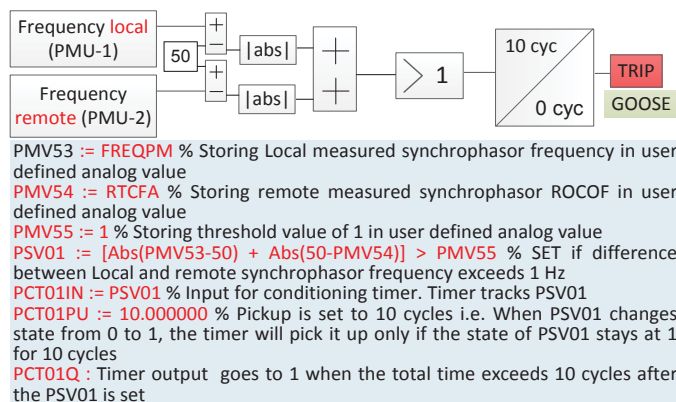 Frequency local
(PMU-1)
+
−
50
+
−
Frequency
remote (PMU-2)
|abs|
|abs|
+
+
> 1
10 cyc
0 cyc
TRIP
GOOSE
PMV53 := FREQPM % Storing Local measured synchrophasor frequency in user
defined analog value
PMV54 := RTCFA % Storing remote measured synchrophasor ROCOF in user
defined analog value
PMV55 := 1 % Storing threshold value of 1 in user defined analog value
PSV01 := [Abs(PMV53-50) + Abs(50-PMV54)] > PMV55 % SET if difference
between Local and remote synchrophasor frequency exceeds 1 Hz
PCT01IN := PSV01 % Input for conditioning timer. Timer tracks PSV01
PCT01PU := 10.000000 % Pickup is set to 10 cycles i.e. When PSV01 changes
state from 0 to 1, the timer will pick it up only if the state of PSV01 stays at 1
for 10 cycles
PCT01Q : Timer output goes to 1 when the total time exceeds 10 cycles after
the PSV01 is set